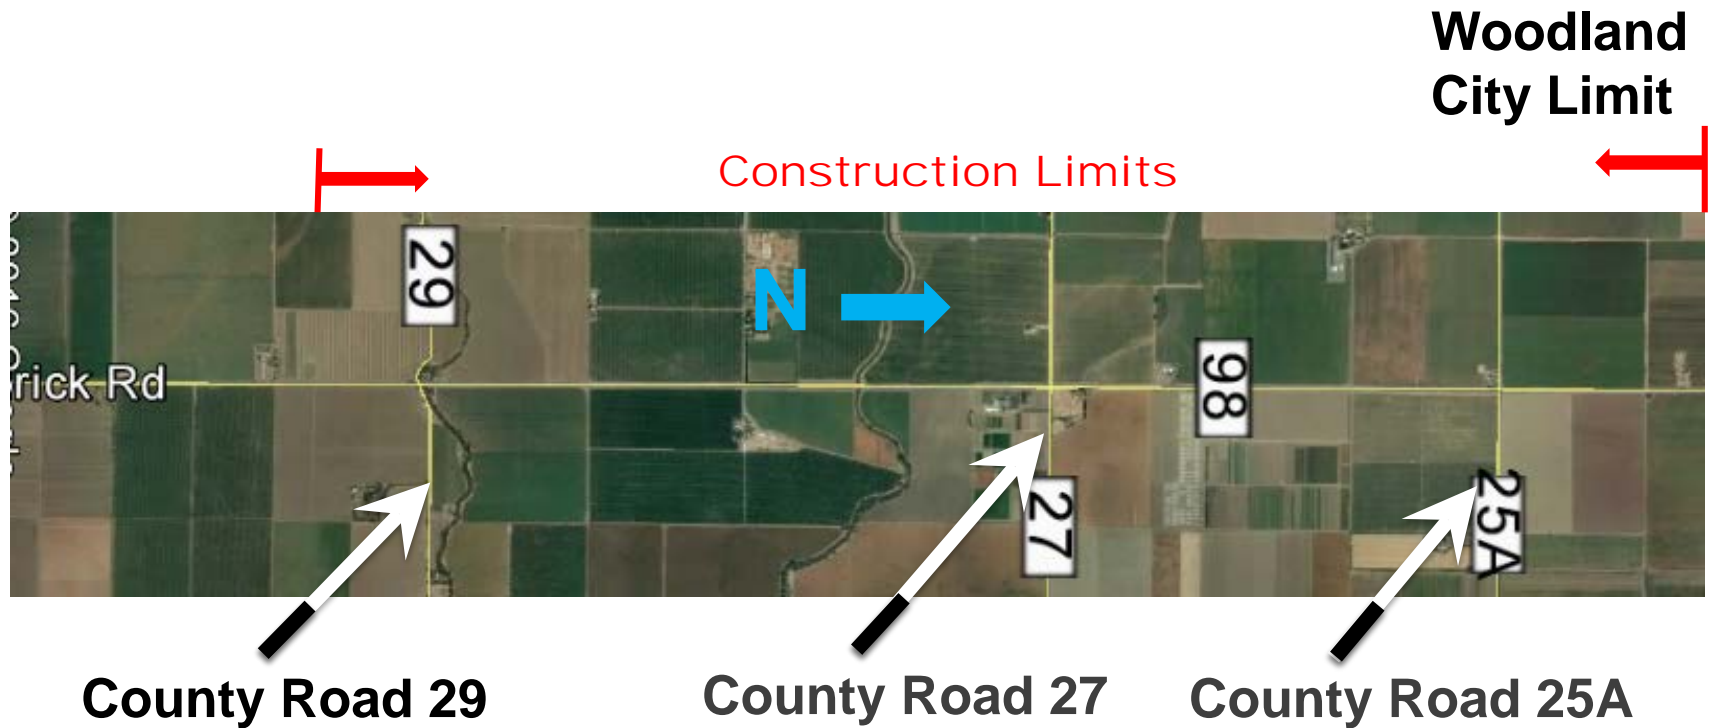 Woodland
City Limit
Construction Limits
29
N
rick Rd
98
27
25A
County Road 29
County Road 27
County Road 25A